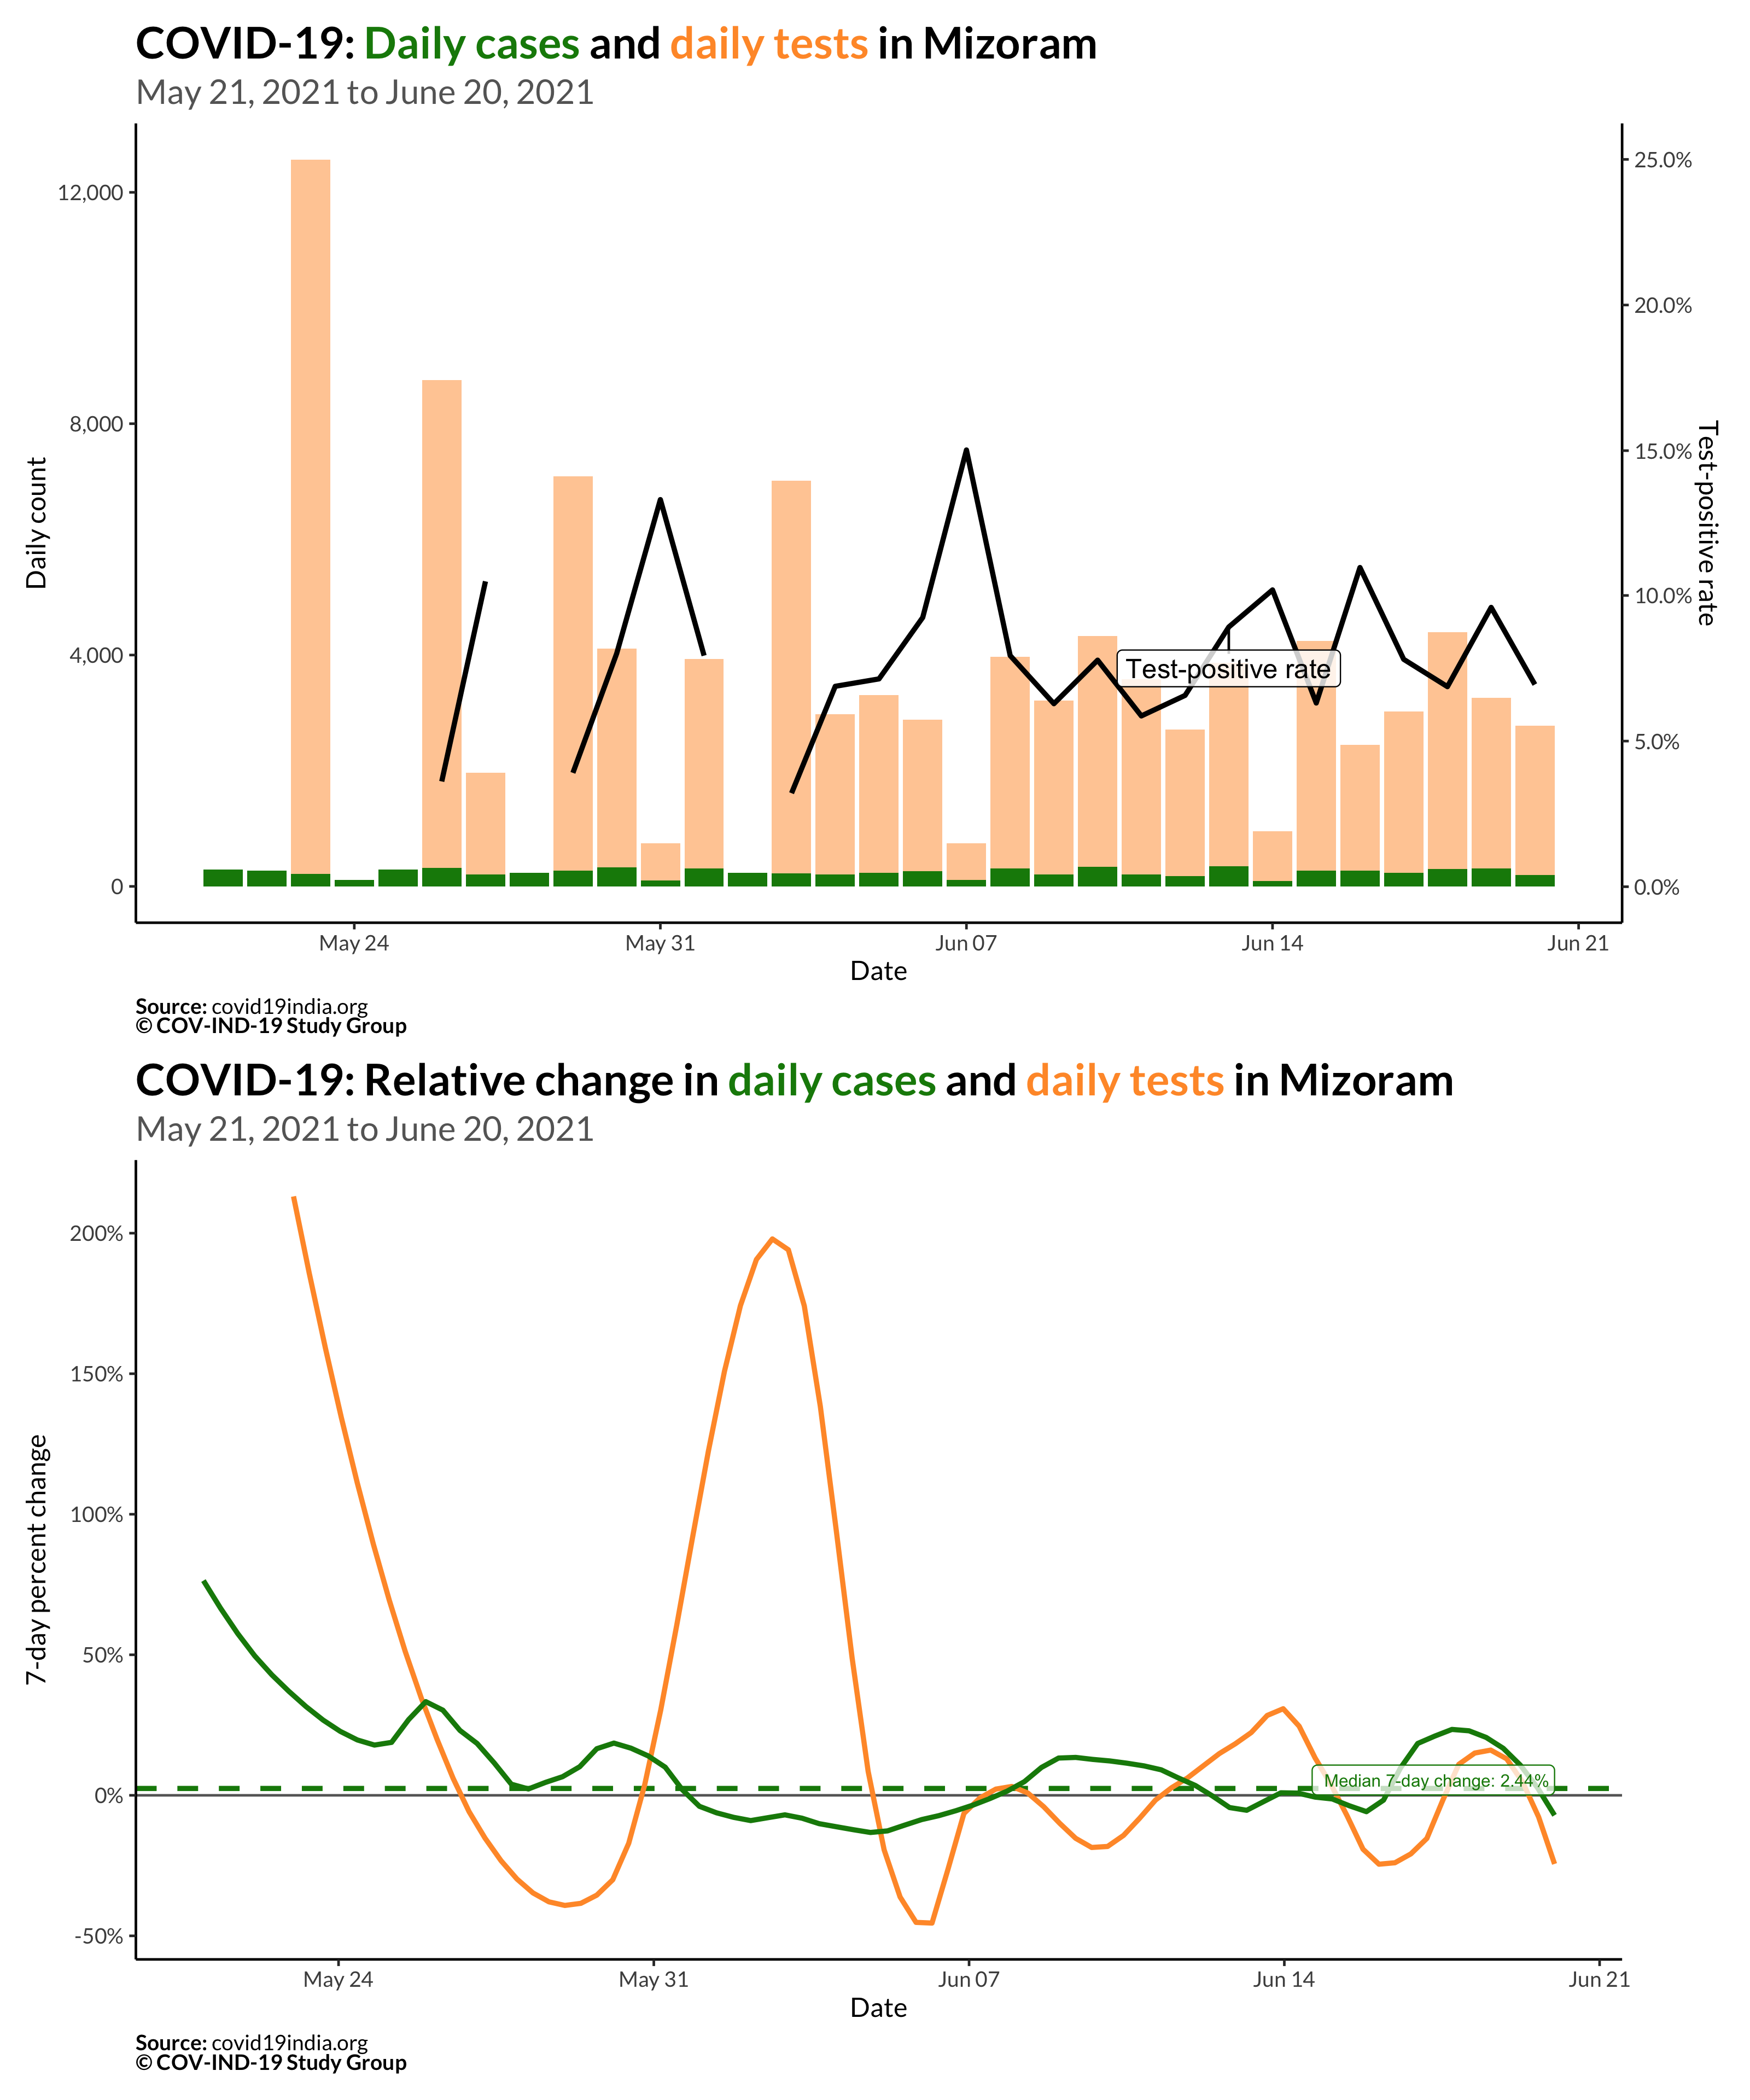 COVID-19: Daily cases and daily tests in Mizoram
May 21, 2021 to June 20, 2021
12,000
8,000
4,000
0
Daily count
25.0%
20.0%
15.0%
10.0%
5.0%
0.0%
Test-positive rate
Test-positive rate
May 24
May 31
Jun 07
Jun 14
Jun 21
Date
Source: covid19india.org
© COV-IND-19 Study Group
COVID-19: Relative change in daily cases and daily tests in Mizoram
May 21, 2021 to June 20, 2021
200%
150%
100%
50%
0%
-50%
7-day percent change
Median 7-day change: 2.44%
May 24
May 31
Jun 07
Jun 14
Jun 21
Date
Source: covid19india.org
© COV-IND-19 Study Group